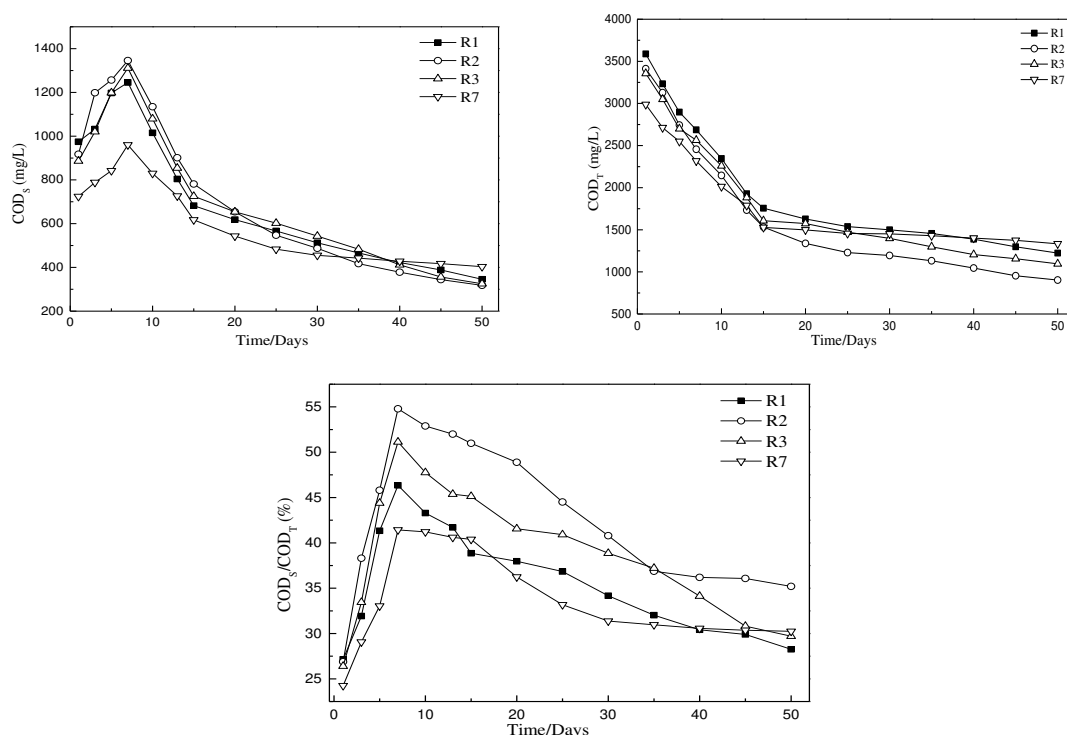 1400
1200
1000
800
600
400
200
COD_S (mg/L)
0 10 20 30 40 50
Time/Days
R1
R2
R3
R7
4000
3500
3000
2500
2000
1500
1000
500
COD_T (mg/L)
0 10 20 30 40 50
Time/Days
R1
R2
R3
R7
55
50
45
40
35
30
25
COD_S/COD_T (%)
0 10 20 30 40 50
Time/Days
R1
R2
R3
R7